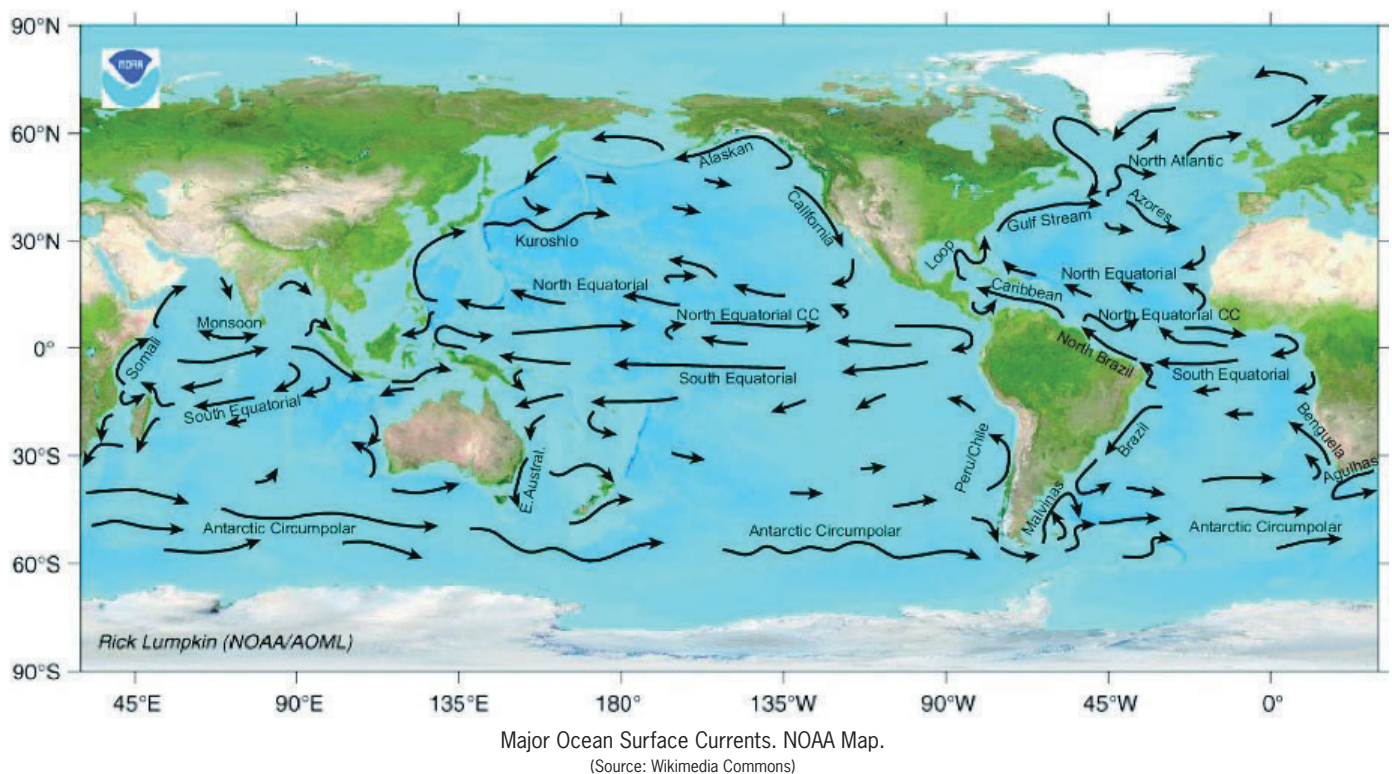 90°N
60°N
30°N
0°
30°S
60°S
90°S
NOAA
Alaskan
North Atlantic
California
Azores
Gulf Stream
Kuroshio
Loop
North Equatorial
North Equatorial
Caribbean
Monsoon
North Equatorial CC
North Equatorial CC
Somali
North Brazil
South Equatorial
South Equatorial
South Equatorial
Benguela
Brazil
Peru/Chile
E.Austral.
Agulhas
Malvinas
Antarctic Circumpolar
Antarctic Circumpolar
Antarctic Circumpolar
Rick Lumpkin (NOAA/AOML)
45°E 90°E 135°E 180° 135°W 90°W 45°W 0°
Major Ocean Surface Currents. NOAA Map.
(Source: Wikimedia Commons)